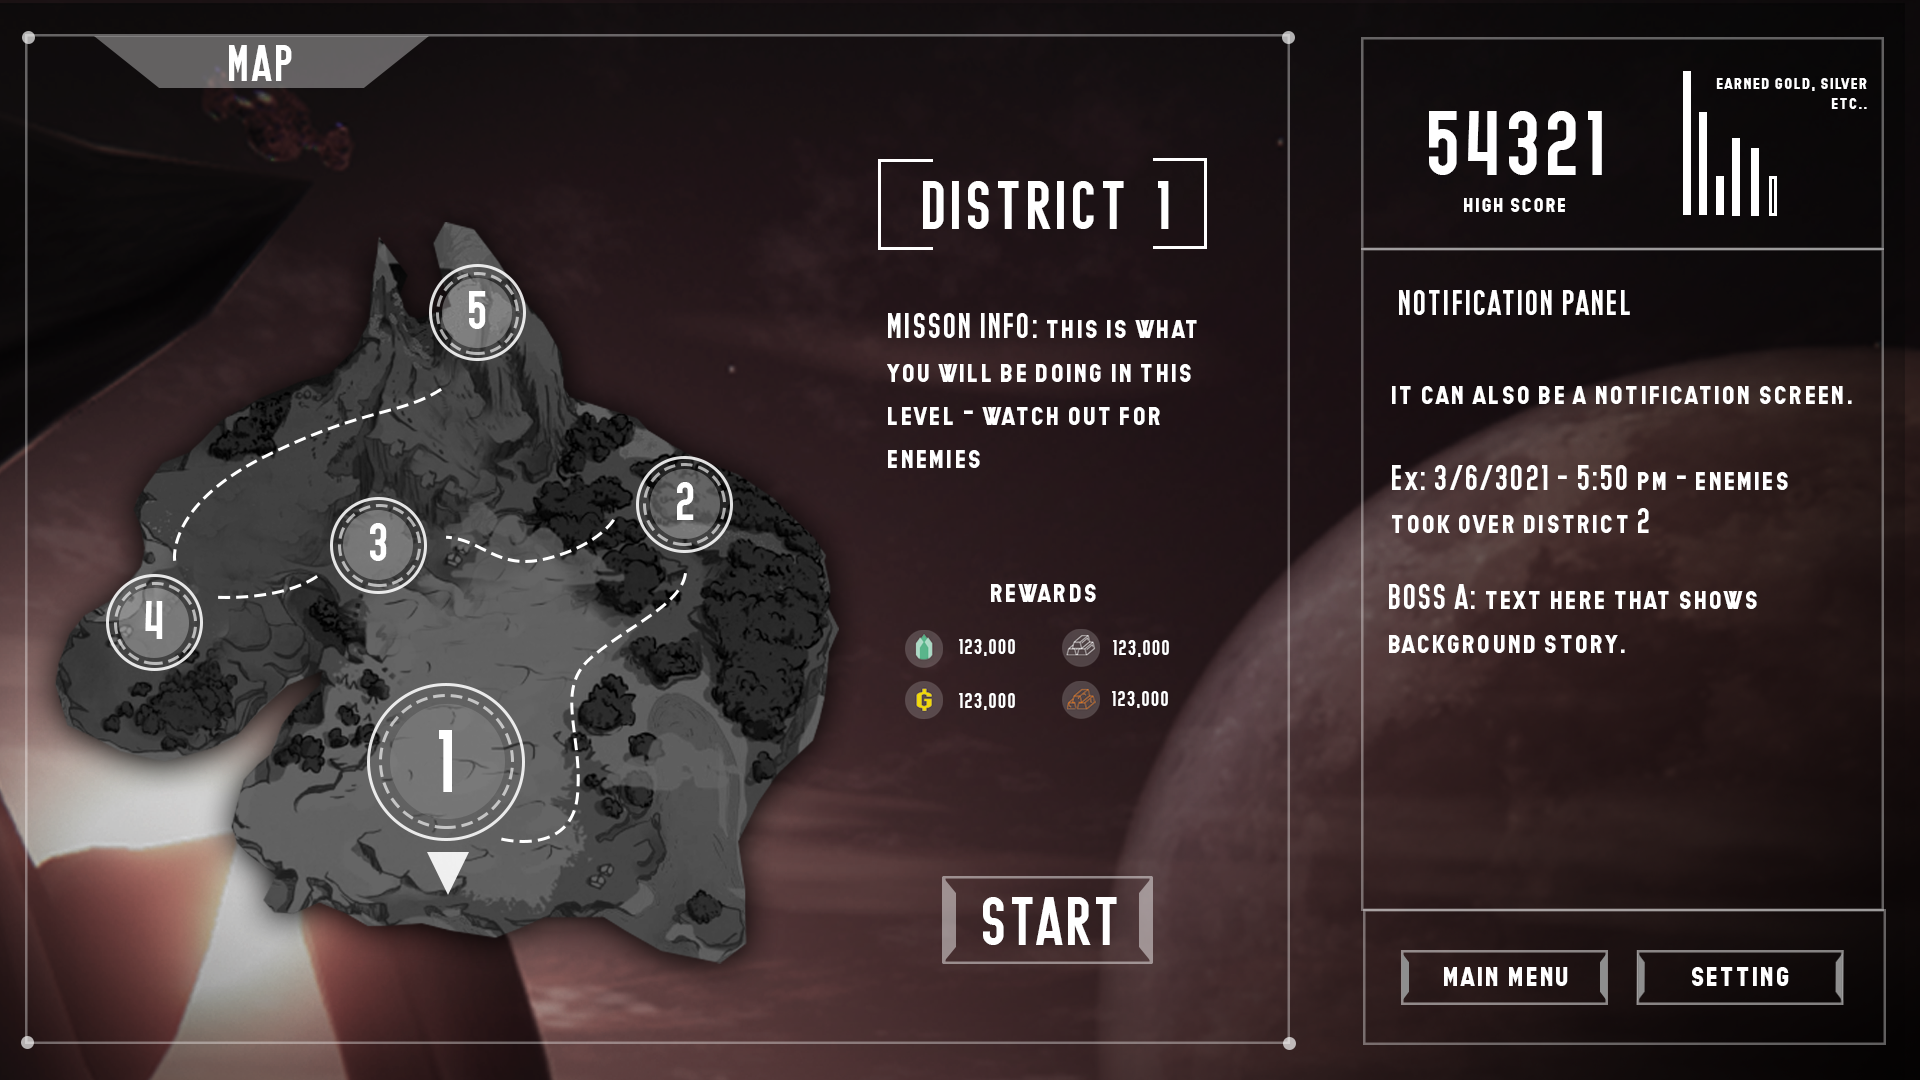 MAP
5
2
3
4
1
DISTRICT 1
MISSON INFO: THIS IS WHAT
YOU WILL BE DOING IN THIS
LEVEL - WATCH OUT FOR
ENEMIES
REWARDS
123,000
123,000
G
123,000
123,000
START
54321
HIGH SCORE
EARNED GOLD, SILVER
ETC..
NOTIFICATION PANEL
IT CAN ALSO BE A NOTIFICATION SCREEN.
Ex: 3/6/3021 - 5:50 PM - ENEMIES
TOOK OVER DISTRICT 2
BOSS A: TEXT HERE THAT SHOWS
BACKGROUND STORY.
MAIN MENU
SETTING